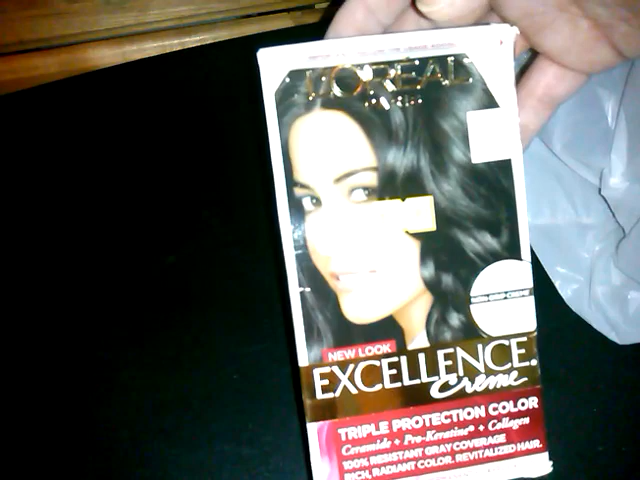 L'ORÉAL
NEW LOOK
EXCELLENCE.
Creme
TRIPLE PROTECTION COLOR
Ceramide + Pro-Keratine® + Collagen
100% RESISTANT GRAY COVERAGE
RICH, RADIANT COLOR. REVITALIZED HAIR.